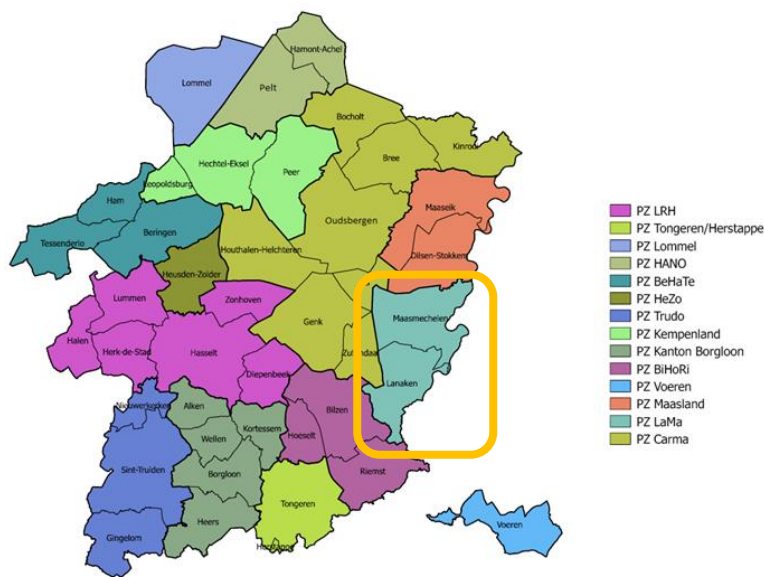 Hamont-Achel
Lommel
Pelt
Bocholt
Kinrooi
Bree
Hechtel-Eksel
Peer
Leopoldsburg
Ham
Maaseik
Oudsbergen
Beringen
Tessenderlo
Houthalen-Helchteren
Dilsen-Stokkem
Heusden-Zolder
Lummen
Zonhoven
Maasmechelen
Genk
Halen
Herk-de-Stad
Hasselt
Diepenbeek
Lanaken
Nieuwerkerken
Alken
Bilzen
Kortessem
Hoeselt
Wellen
Sint-Truiden
Borgloon
Riemst
Tongeren
Heers
Voeren
Gingelom
PZ LRH
PZ Tongeren/Herstappe
PZ Lommel
PZ HANO
PZ BeHaTe
PZ HeZo
PZ Trudo
PZ Kempenland
PZ Kanton Borgloon
PZ BiHoRi
PZ Voeren
PZ Maasland
PZ LaMa
PZ Carma